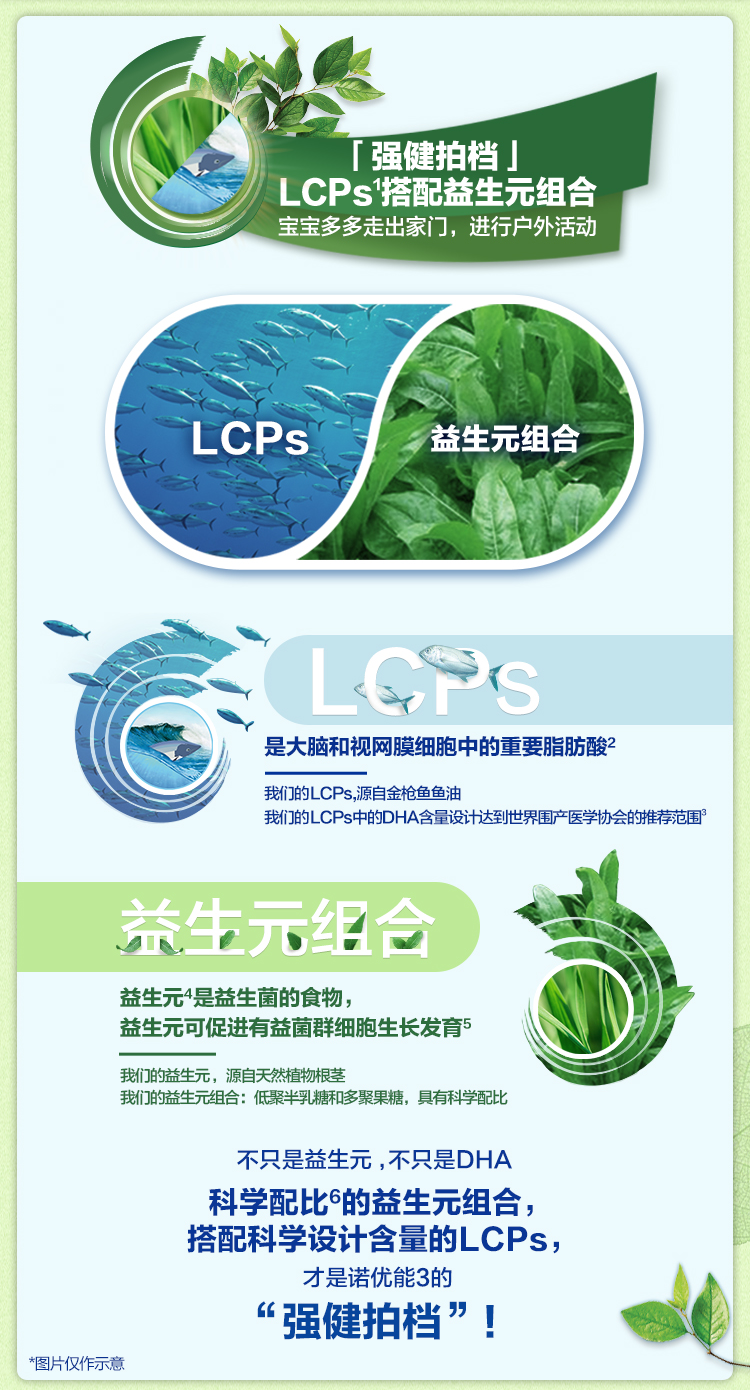 「强健拍档」
LCPs¹搭配益生元组合
宝宝多多走出家门，进行户外活动
LCPs
益生元组合
LCPs
是大脑和视网膜细胞中的重要脂肪酸²
我们的LCPs,源自金枪鱼鱼油
我们的LCPs中的DHA含量设计达到世界围产医学协会的推荐范围³
益生元组合
益生元⁴是益生菌的食物，
益生元可促进有益菌群细胞生长发育⁵
我们的益生元，源自天然植物根茎
我们的益生元组合：低聚半乳糖和多聚果糖，具有科学配比
不只是益生元,不只是DHA
科学配比⁶的益生元组合，
搭配科学设计含量的LCPs，
才是诺优能3的
“强健拍档”！
*图片仅作示意